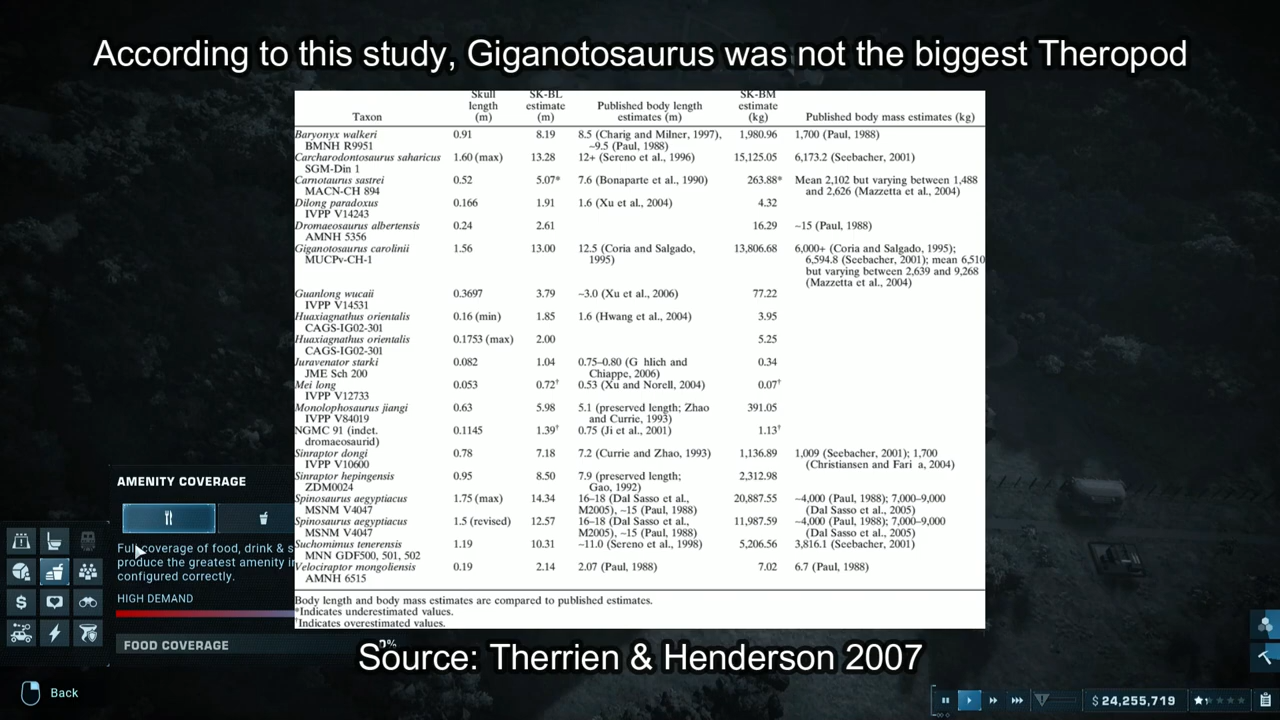 According to this study, Giganotosaurus was not the biggest Theropod
Taxon Skull length (m) SK-BL estimate (m) Published body length estimates (m) SK-BM estimate (kg) Published body mass estimates (kg)
Baryonyx walkeri 0.91 8.19 8.5 (Charig and Milner, 1997), 1,980.96 1,700 (Paul, 1988)
BMNH R9951 ~9.5 (Paul, 1988)
Carcharodontosaurus saharicus 1.60 (max) 13.28 12+ (Sereno et al., 1996) 15,125.05 6,173.2 (Seebacher, 2001)
SGM-Din 1
Carnotaurus sastrei 0.52 5.07* 7.6 (Bonaparte et al., 1990) 263.88* Mean 2,102 but varying between 1,488
MACN-CH 894 and 2,626 (Mazzetta et al., 2004)
Dilong paradoxus 0.166 1.91 1.6 (Xu et al., 2004) 4.32
IVPP V14243
Dromaeosaurus albertensis 0.24 2.61 16.29 ~15 (Paul, 1988)
AMNH 5356
Giganotosaurus carolinii 1.56 13.00 12.5 (Coria and Salgado, 13,806.68 6,000+ (Coria and Salgado, 1995);
MUCPv-CH-1 1995) 6,594.8 (Seebacher, 2001); mean 6,510
but varying between 2,639 and 9,268
(Mazzetta et al., 2004)
Guanlong wucaii 0.3697 3.79 ~3.0 (Xu et al., 2006) 77.22
IVPP V14531
Huaxiagnathus orientalis 0.16 (min) 1.85 1.6 (Hwang et al., 2004) 3.95
CAGS-IG02-301
Huaxiagnathus orientalis 0.1753 (max) 2.00 5.25
CAGS-IG02-301
Juravenator starki 0.082 1.04 0.75–0.80 (G hlich and 0.34
JME Sch 200 Chiappe, 2006)
Mei long 0.053 0.72† 0.53 (Xu and Norell, 2004) 0.07†
IVPP V12733
Monolophosaurus jiangi 0.63 5.98 5.1 (preserved length; Zhao 391.05
IVPP V84019 and Currie, 1993)
NGMC 91 (indet. 0.1145 1.39† 0.75 (Ji et al., 2001) 1.13†
dromaeosaurid)
Sinraptor dongi 0.78 7.18 7.2 (Currie and Zhao, 1993) 1,136.89 1,009 (Seebacher, 2001); 1,700
IVPP V10600 (Christiansen and Fari a, 2004)
Sinraptor hepingensis 0.95 8.50 7.9 (preserved length; 2,312.98
ZDM0024 Gao, 1992)
Spinosaurus aegyptiacus 1.75 (max) 14.34 16–18 (Dal Sasso et al., 20,887.55 ~4,000 (Paul, 1988); 7,000–9,000
MSNM V4047 M2005), ~15 (Paul, 1988) (Dal Sasso et al., 2005)
Spinosaurus aegyptiacus 1.5 (revised) 12.57 16–18 (Dal Sasso et al., 11,987.59 ~4,000 (Paul, 1988); 7,000–9,000
MSNM V4047 M2005), ~15 (Paul, 1988) (Dal Sasso et al., 2005)
Suchomimus tenerensis 1.19 10.31 ~11.0 (Sereno et al., 1998) 5,206.56 3,816.1 (Seebacher, 2001)
MNN GDF500, 501, 502
Velociraptor mongoliensis 0.19 2.14 2.07 (Paul, 1988) 7.02 6.7 (Paul, 1988)
AMNH 6515
Body length and body mass estimates are compared to published estimates.
*Indicates underestimated values.
†Indicates overestimated values.
AMENITY COVERAGE
Full coverage of food, drink & s
produce the greatest amenity in
configured correctly.
HIGH DEMAND
FOOD COVERAGE
%
Source: Therrien & Henderson 2007
Back
$ 24,255,719